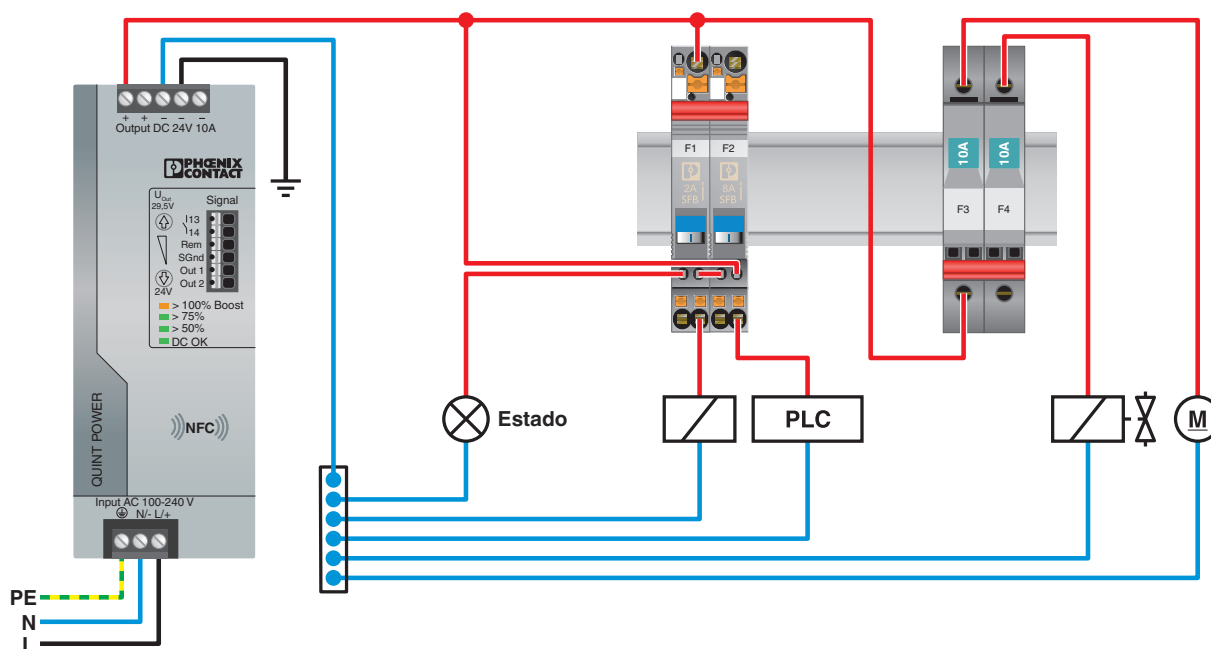 + + − − −
Output DC 24V 10A
PHŒNIX
CONTACT
UOut
29,5V
Signal
13
14
Rem
SGnd
Out 1
Out 2
24V
> 100% Boost
> 75%
> 50%
DC OK
QUINT POWER
NFC
Input AC 100-240 V
N/- L/+
PE
N
L
F1
F2
2A
SFB
8A
SFB
10A
10A
F3
F4
Estado
PLC
M